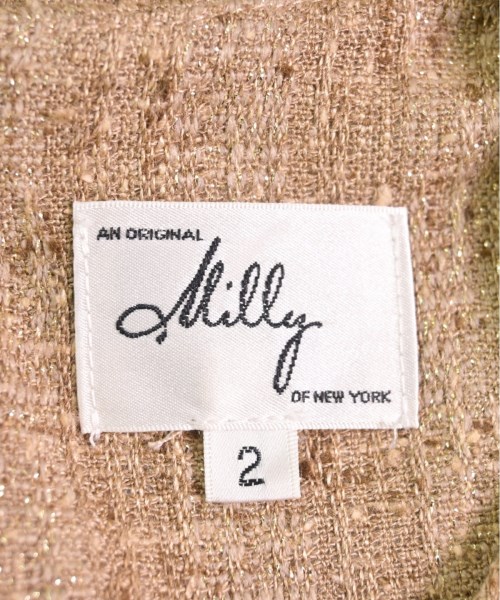 AN ORIGINAL
Milly
OF NEW YORK
2